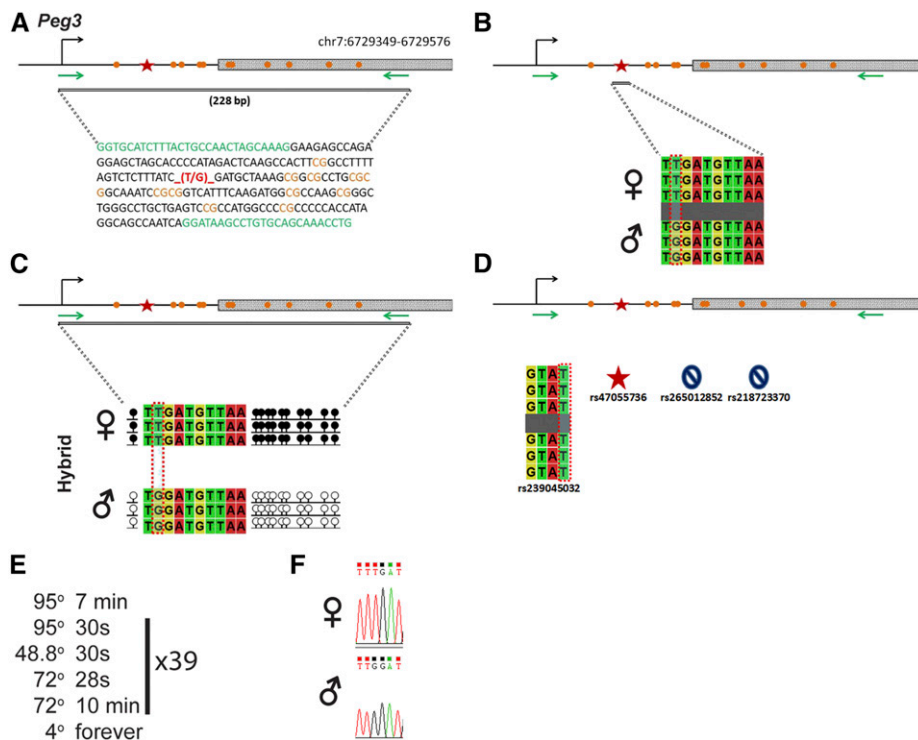 A
Peg3
chr7:6729349-6729576
(228 bp)
GGTGCATCTTTACTGCCAACTAGCAAAGGAAGAGCCAGA
GGAGCTAGCACCCCATAGACTCAAGCCACTTCGGCCTTTT
AGTCTCTTTATC_(T/G)_GATGCTAAAGCGGCGCCTGCGC
GGCAAATCCGCGGTCATTTCAAGATGGCGCCAAGCGGGC
TGGGCCTGCTGAGTCCGCCATGGCCCCGCCCCCACCATA
GGCAGCCAATCAGGATAAGCCTGTGCAGCAAACCTG
B
TTGATGTTAA
TTGATGTTAA
TTGATGTTAA
TGGATGTTAA
TGGATGTTAA
TGGATGTTAA
C
Hybrid
TTGATGTTAA
TTGATGTTAA
TTGATGTTAA
TGGATGTTAA
TGGATGTTAA
TGGATGTTAA
D
GTAT
GTAT
GTAT
GTAT
GTAT
GTAT
rs239045032
rs47055736
rs265012852
rs218723370
E
95° 7 min
95° 30s
48.8° 30s
72° 28s
72° 10 min
4° forever
x39
F
TTTGAT
TTGGAT